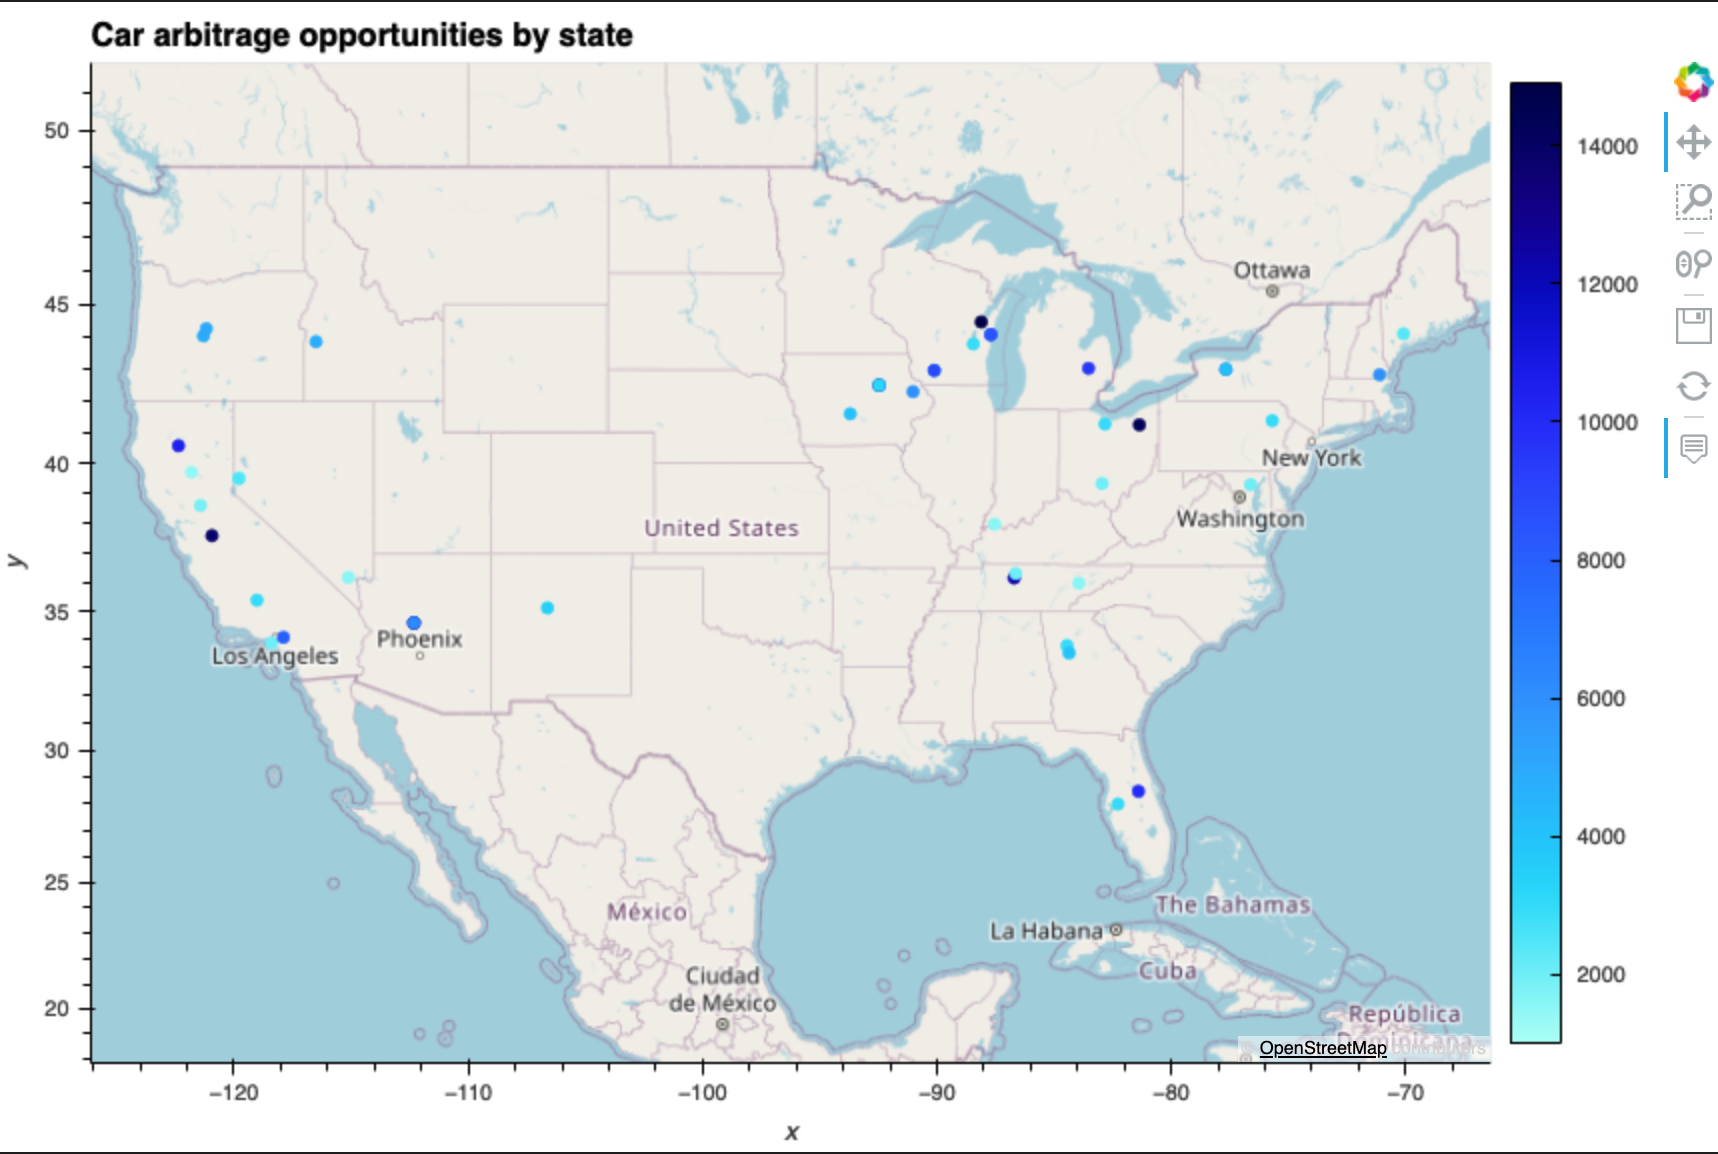 Car arbitrage opportunities by state
50
45
40
35
30
25
20
y
Ottawa
New York
Washington
United States
Phoenix
Los Angeles
México
The Bahamas
La Habana
Cuba
Ciudad
de México
República
Dominicana
OpenStreetMap contributors
−120
−110
−100
−90
−80
−70
x
14000
12000
10000
8000
6000
4000
2000